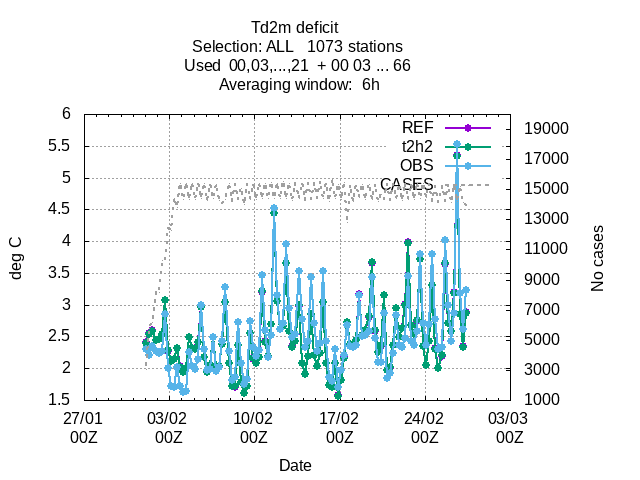 Td2m deficit
Selection: ALL   1073 stations
Used  00,03,...,21  + 00 03 ... 66
Averaging window:  6h
REF
t2h2
OBS
CASES
6
5.5
5
4.5
4
3.5
3
2.5
2
1.5
deg C
19000
17000
15000
13000
11000
9000
7000
5000
3000
1000
No cases
27/01 03/02 10/02 17/02 24/02 03/03
00Z 00Z 00Z 00Z 00Z 00Z
Date